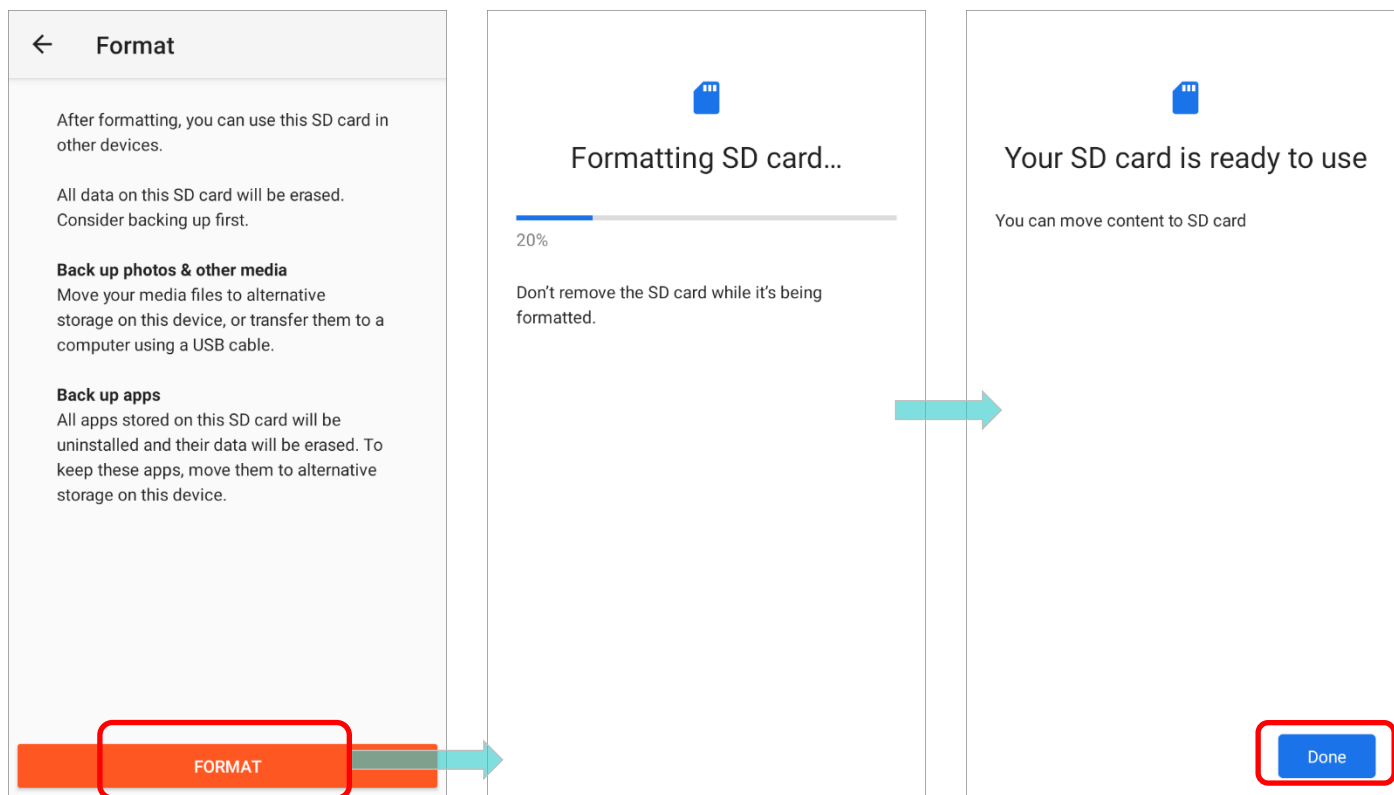 Format
After formatting, you can use this SD card in
other devices.
All data on this SD card will be erased.
Consider backing up first.
Back up photos & other media
Move your media files to alternative
storage on this device, or transfer them to a
computer using a USB cable.
Back up apps
All apps stored on this SD card will be
uninstalled and their data will be erased. To
keep these apps, move them to alternative
storage on this device.
FORMAT
Formatting SD card…
20%
Don’t remove the SD card while it’s being
formatted.
Your SD card is ready to use
You can move content to SD card
Done